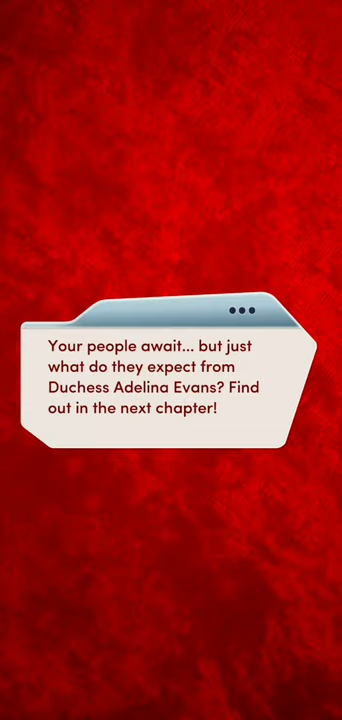 Your people await... but just
what do they expect from
Duchess Adelina Evans? Find
out in the next chapter!